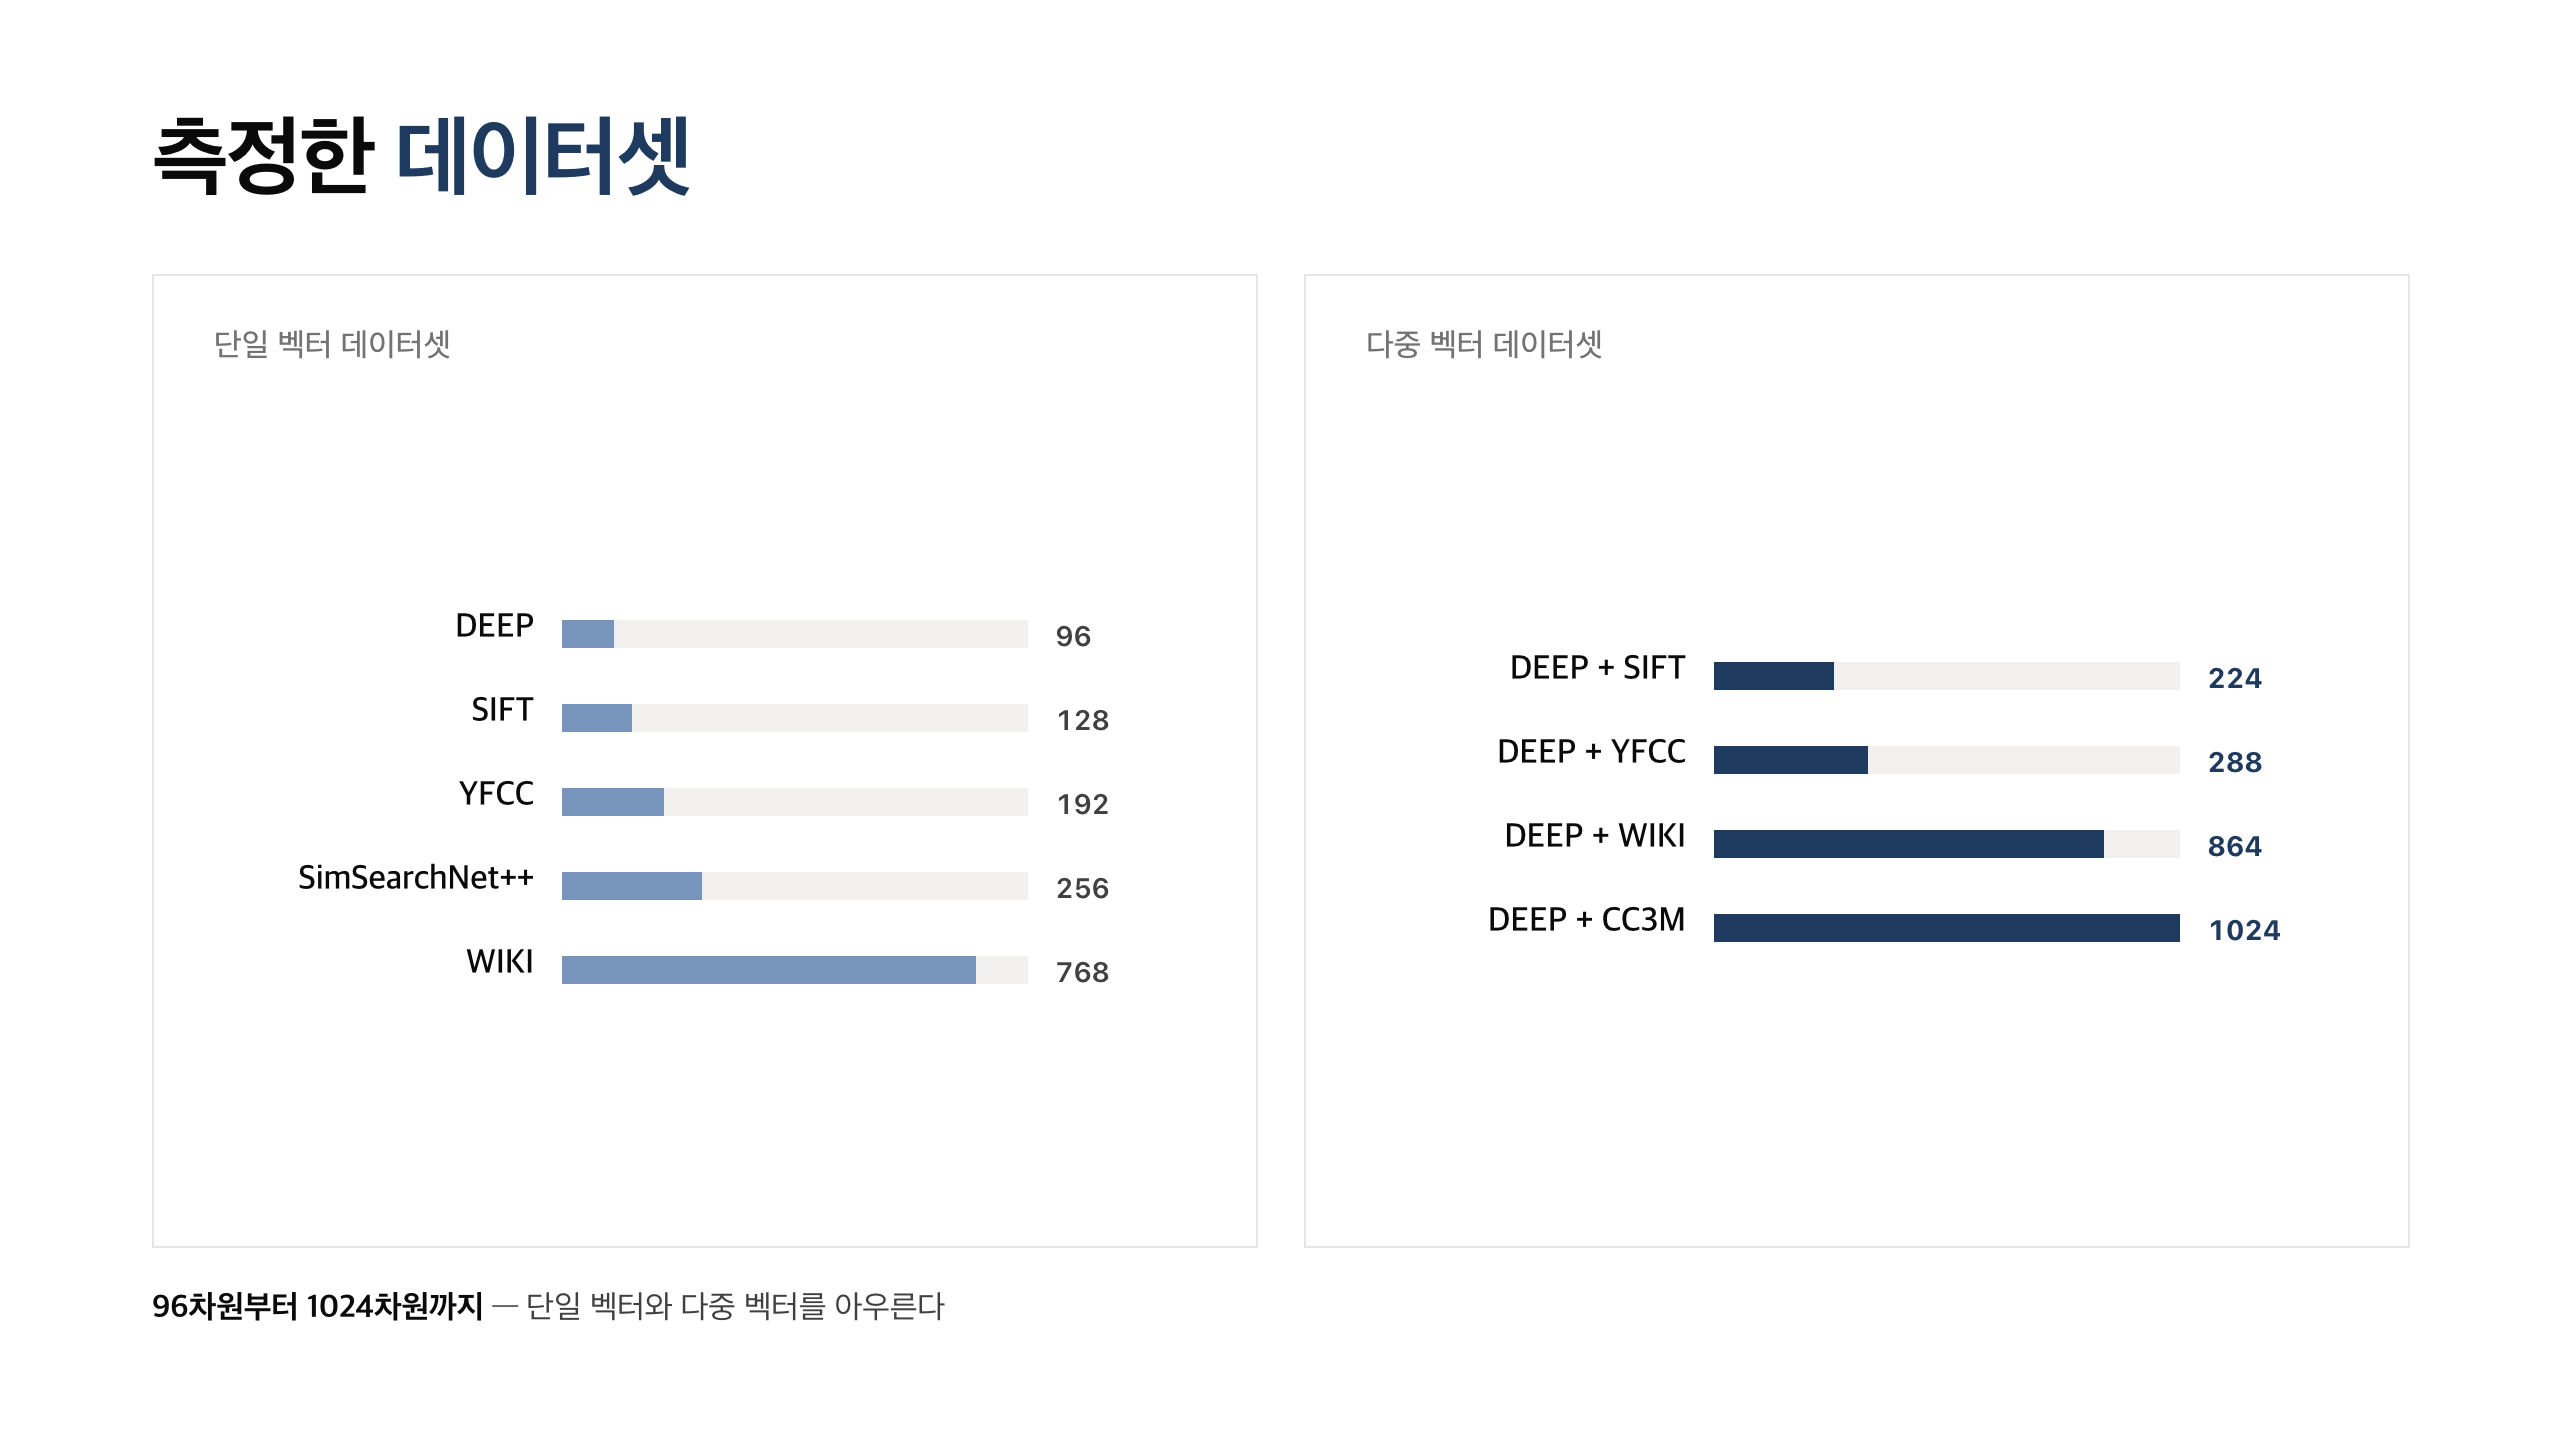 측정한 데이터셋
단일 벡터 데이터셋
DEEP 96
SIFT 128
YFCC 192
SimSearchNet++ 256
WIKI 768
다중 벡터 데이터셋
DEEP + SIFT 224
DEEP + YFCC 288
DEEP + WIKI 864
DEEP + CC3M 1024
96차원부터 1024차원까지 — 단일 벡터와 다중 벡터를 아우른다